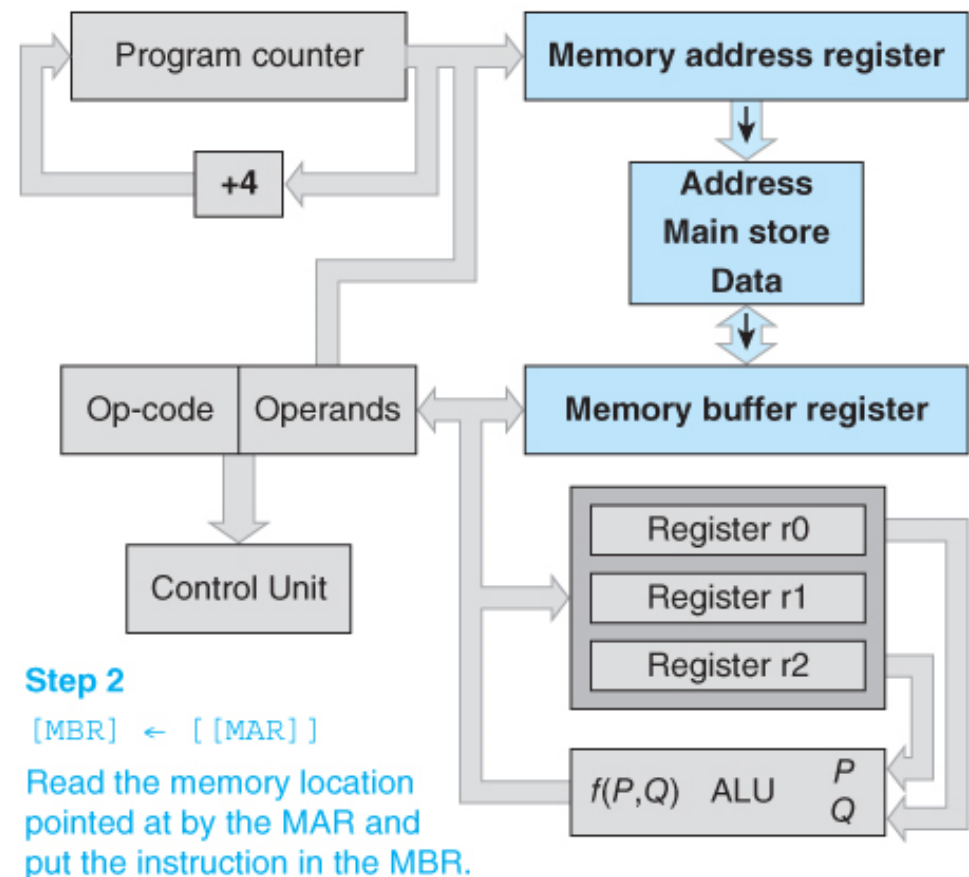 Program counter
Memory address register
+4
Address
Main store
Data
Op-code
Operands
Memory buffer register
Control Unit
Register r0
Register r1
Register r2
f(P,Q) ALU P
Q
Step 2
[MBR] ← [[MAR]]
Read the memory location
pointed at by the MAR and
put the instruction in the MBR.